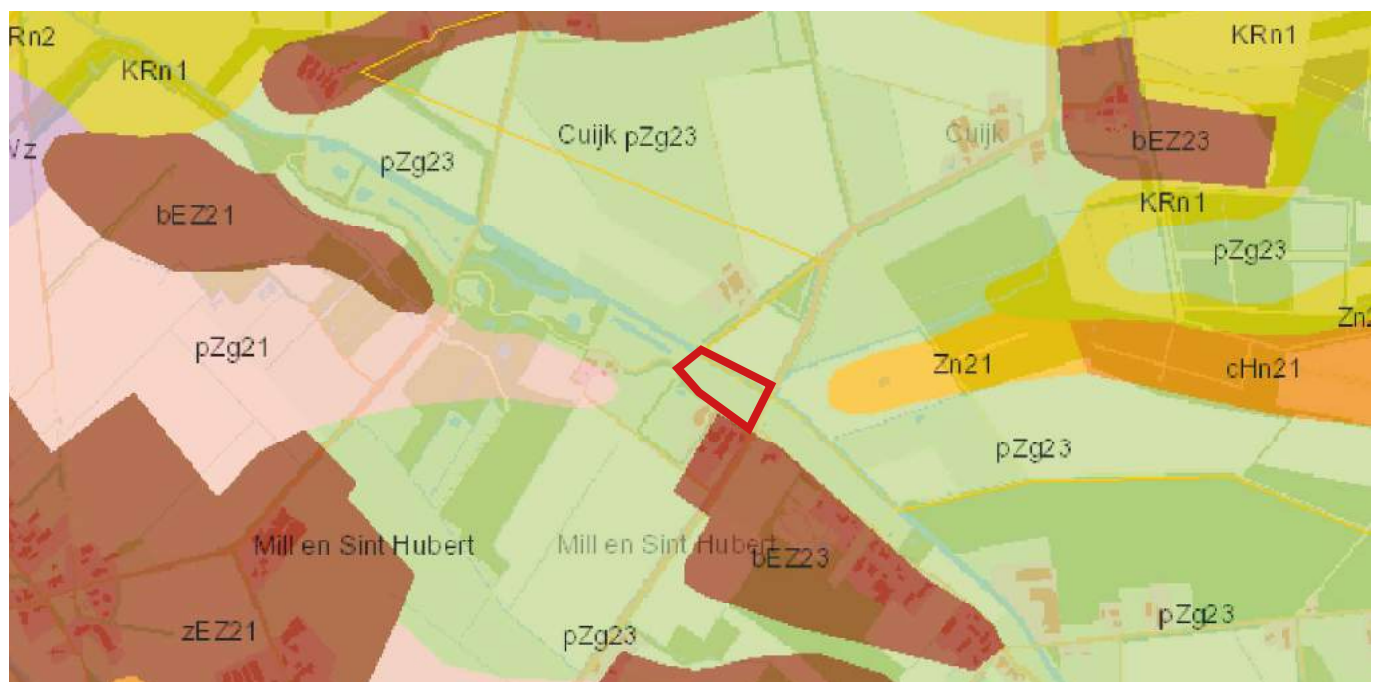 Rn2
KRn1
KRn1
Cuijk pZg23
Cuijk
bEZ23
Vz
pZg23
bEZ21
KRn1
pZg23
Zn2
pZg21
Zn21
cHn21
pZg23
Mill en Sint Hubert
Mill en Sint Hubert
bEZ23
zEZ21
pZg23
pZg23